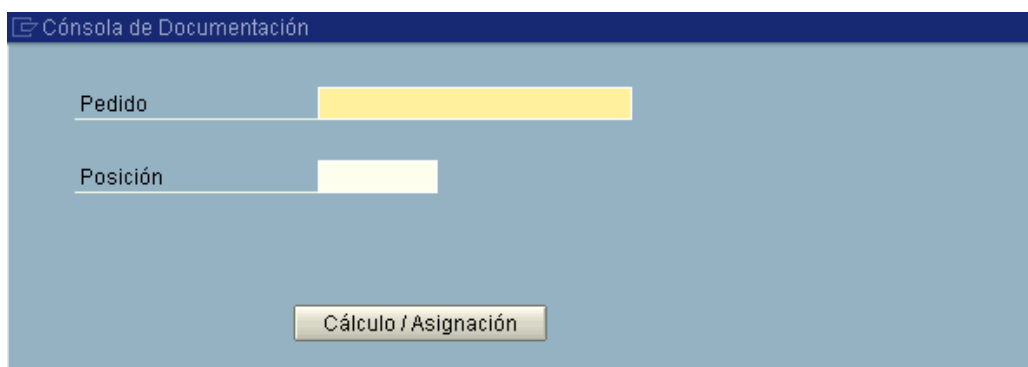 Cónsola de Documentación
Pedido
Posición
Cálculo / Asignación